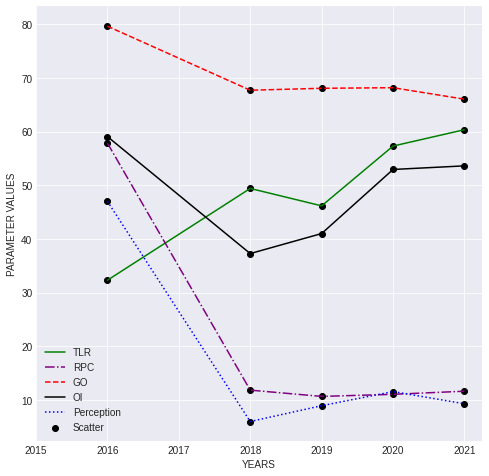 80
70
60
50
40
30
20
10
PARAMETER VALUES
TLR
RPC
GO
OI
Perception
Scatter
2015 2016 2017 2018 2019 2020 2021
YEARS